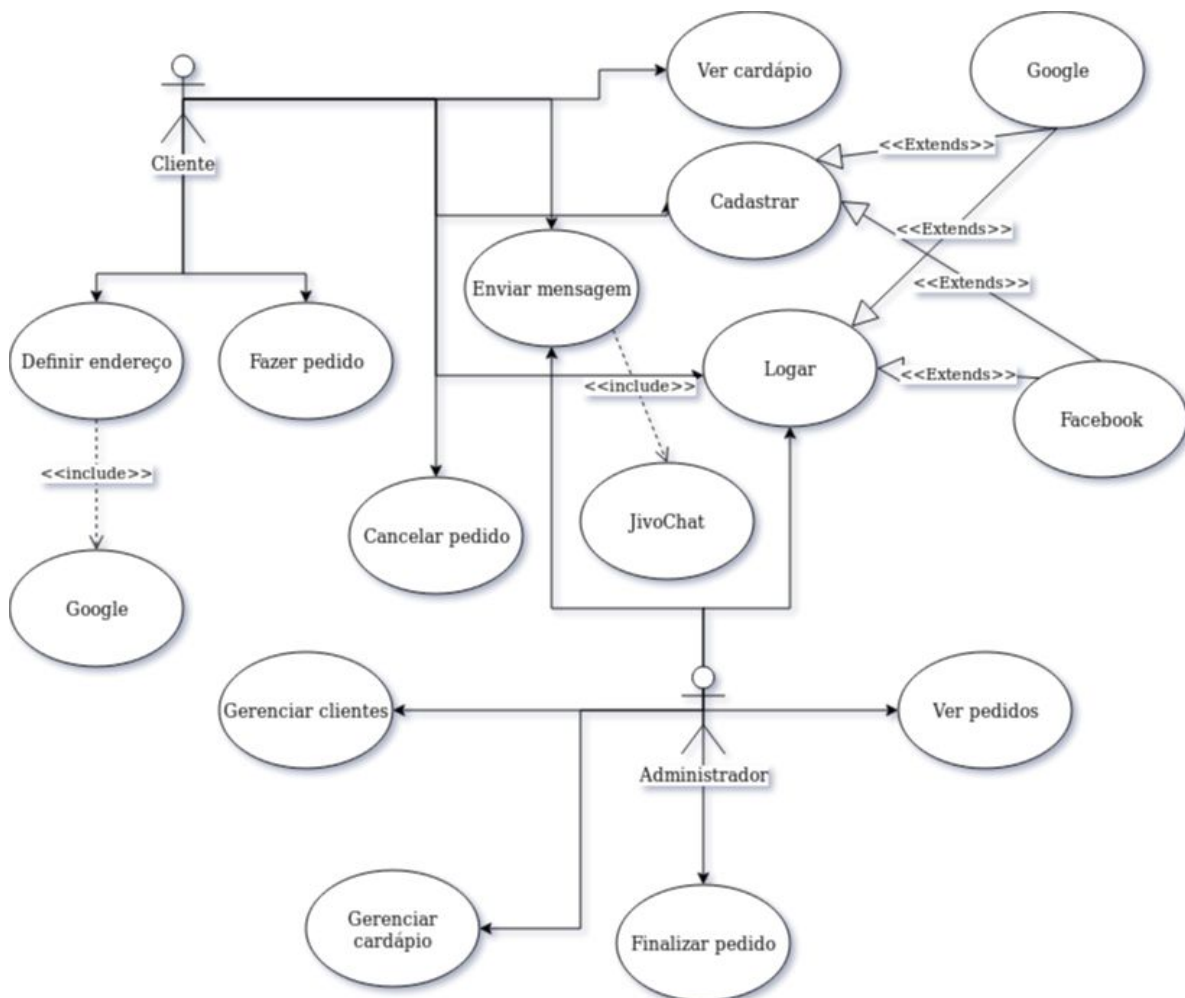 Ver cardápio
Google
<<Extends>>
Cliente
Cadastrar
<<Extends>>
Enviar mensagem
<<Extends>>
Definir endereço
Fazer pedido
Logar
<<Extends>>
<<include>>
Facebook
<<include>>
JivoChat
Cancelar pedido
Google
Gerenciar clientes
Ver pedidos
Administrador
Gerenciar
cardápio
Finalizar pedido